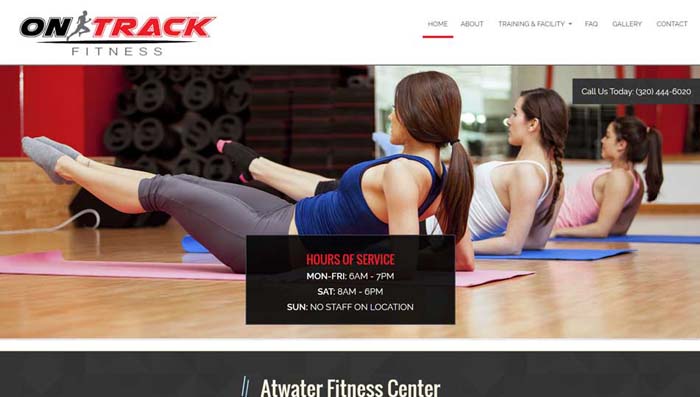 ON TRACK
FITNESS
HOME ABOUT TRAINING & FACILITY FAQ GALLERY CONTACT
Call Us Today: (320) 444-6020
HOURS OF SERVICE
MON-FRI: 6AM - 7PM
SAT: 8AM - 6PM
SUN: NO STAFF ON LOCATION
Atwater Fitness Center